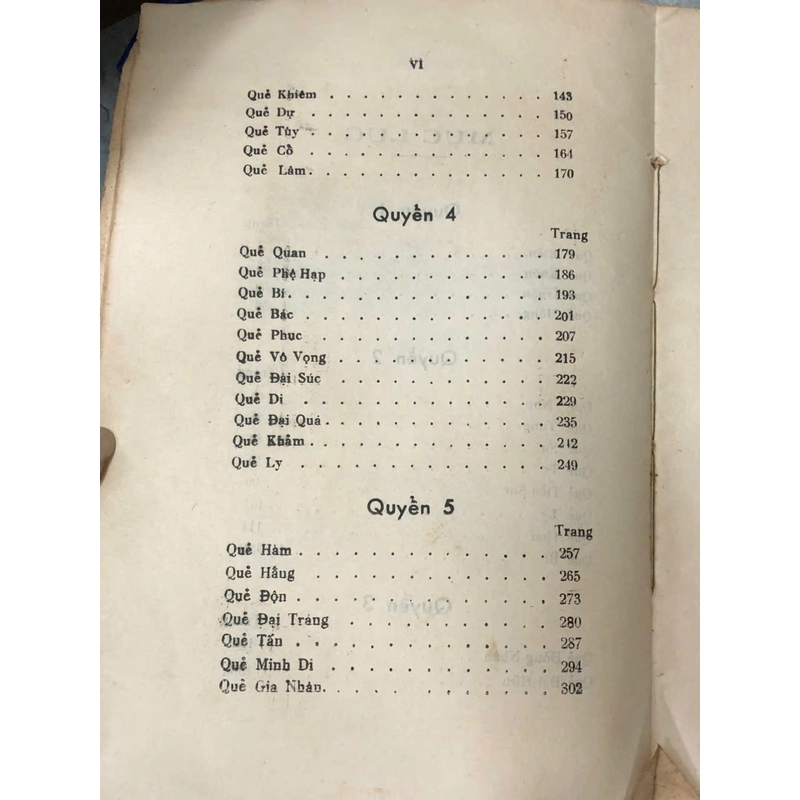 VI
Quẻ Khiêm . . . . . . . . . . . . . . . . 143
Quẻ Dự . . . . . . . . . . . . . . . . 150
Quẻ Tùy . . . . . . . . . . . . . . . . 157
Quẻ Cổ . . . . . . . . . . . . . . . . 164
Quẻ Lâm . . . . . . . . . . . . . . . . 170
Quyển 4
Trang
Quẻ Quan . . . . . . . . . . . . . . . 179
Quẻ Phệ Hạp . . . . . . . . . . . . . . 186
Quẻ Bí . . . . . . . . . . . . . . . . 193
Quẻ Bác . . . . . . . . . . . . . . . . 201
Quẻ Phục . . . . . . . . . . . . . . . 207
Quẻ Vô Vọng . . . . . . . . . . . . . . 215
Quẻ Đại Súc . . . . . . . . . . . . . . 222
Quẻ Di . . . . . . . . . . . . . . . . 229
Quẻ Đại Quá . . . . . . . . . . . . . . 235
Quẻ Khảm . . . . . . . . . . . . . . . 242
Quẻ Ly . . . . . . . . . . . . . . . . 249
Quyển 5
Trang
Quẻ Hàm . . . . . . . . . . . . . . . 257
Quẻ Hằng . . . . . . . . . . . . . . . 265
Quẻ Độn . . . . . . . . . . . . . . . 273
Quẻ Đại Tráng . . . . . . . . . . . . . 280
Quẻ Tấn . . . . . . . . . . . . . . . 287
Quẻ Minh Di . . . . . . . . . . . . . . 294
Quẻ Gia Nhân . . . . . . . . . . . . . 302